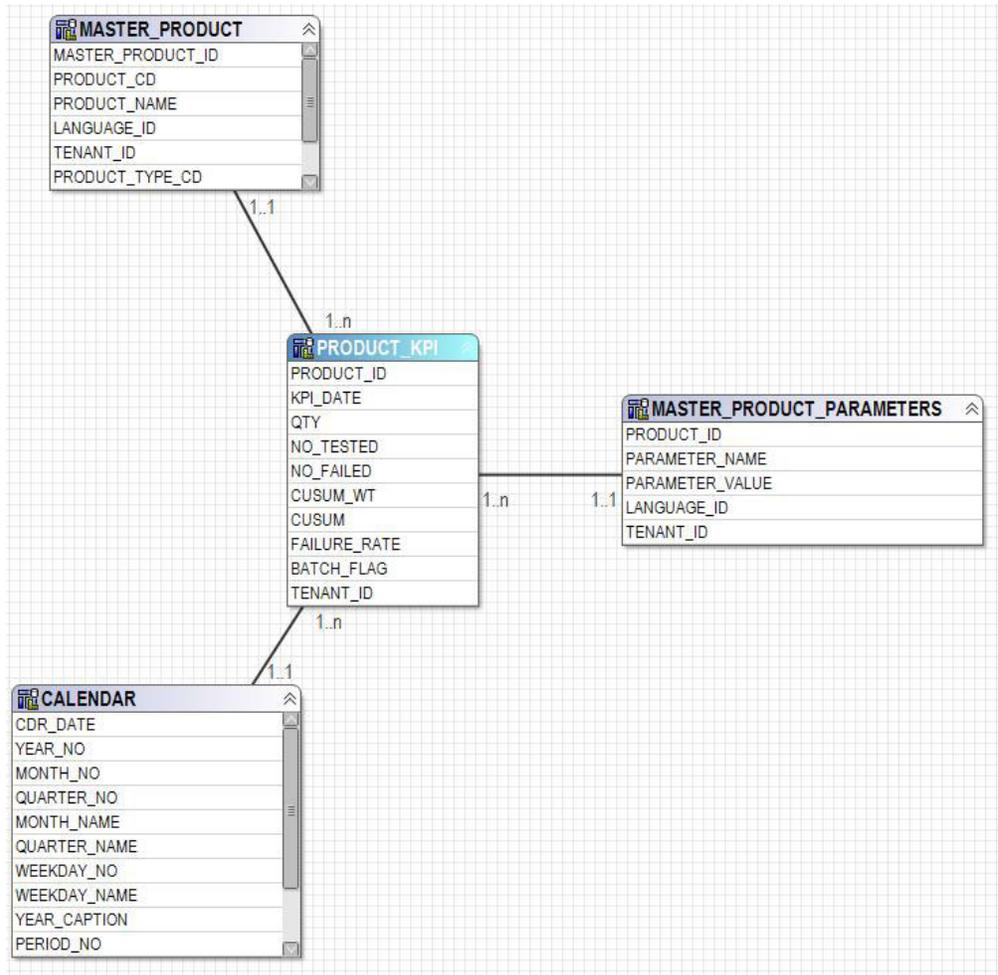 MASTER_PRODUCT
MASTER_PRODUCT_ID
PRODUCT_CD
PRODUCT_NAME
LANGUAGE_ID
TENANT_ID
PRODUCT_TYPE_CD
1..1
1..n
PRODUCT_KPI
PRODUCT_ID
KPI_DATE
QTY
NO_TESTED
NO_FAILED
CUSUM_WT
CUSUM
FAILURE_RATE
BATCH_FLAG
TENANT_ID
1..n
1..1
MASTER_PRODUCT_PARAMETERS
PRODUCT_ID
PARAMETER_NAME
PARAMETER_VALUE
LANGUAGE_ID
TENANT_ID
1..n
1..1
CALENDAR
CDR_DATE
YEAR_NO
MONTH_NO
QUARTER_NO
MONTH_NAME
QUARTER_NAME
WEEKDAY_NO
WEEKDAY_NAME
YEAR_CAPTION
PERIOD_NO